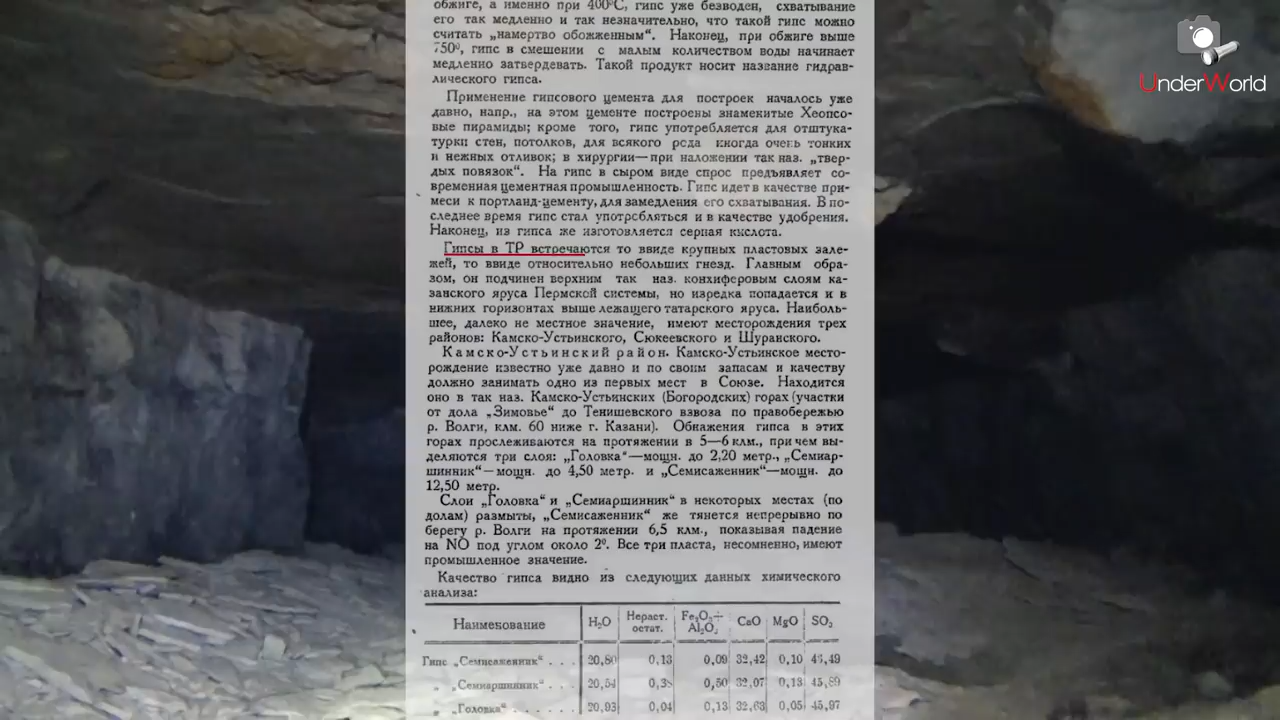 обжиге, а именно при 400°С, гипс уже безводен, схватывание
его так медленно и так незначительно, что такой гипс можно
считать „намертво обожженным“. Наконец, при обжиге выше
750°, гипс в смешении с малым количеством воды начинает
медленно затвердевать. Такой продукт носит название гидрав-
лического гипса.
Применение гипсового цемента для построек началось уже
давно, напр., на этом цементе построены знаменитые Хеопсо-
вые пирамиды; кроме того, гипс употребляется для отштука-
турки стен, потолков, для всякого рода иногда очень тонких
и нежных отливок; в хирургии—при наложении так наз. „твер-
дых повязок“. На гипс в сыром виде спрос предъявляет со-
временная цементная промышленность. Гипс идет в качестве при-
меси к портланд-цементу, для замедления его схватывания. В по-
следнее время гипс стал употребляться и в качестве удобрения.
Наконец, из гипса же изготовляется серная кислота.
Гипсы в ТР встречаются то ввиде крупных пластовых зале-
жей, то ввиде относительно небольших гнезд. Главным обра-
зом, он подчинен верхним так наз. конхиферовым слоям ка-
занского яруса Пермской системы, но изредка попадается и в
нижних горизонтах выше лежащего татарского яруса. Наиболь-
шее, далеко не местное значение, имеют месторождения трех
районов: Камско-Устьинского, Сюкеевского и Шуранского.
Камско-Устьинский район. Камско-Устьинское место-
рождение известно уже давно и по своим запасам и качеству
должно занимать одно из первых мест в Союзе. Находится
оно в так наз. Камско-Устьинских (Богородских) горах (участки
от дола „Зимовье“ до Тенишевского взвоза по правобережью
р. Волги, клм. 60 ниже г. Казани). Обнажения гипса в этих
горах прослеживаются на протяжении в 5—6 клм., при чем вы-
деляются три слоя: „Головка“—мощн. до 2,20 метр., „Семиар-
шинник“—мощн. до 4,50 метр. и „Семисаженник“—мощн. до
12,50 метр.
Слои „Головка“ и „Семиаршинник“ в некоторых местах (по
долам) размыты, „Семисаженник“ же тянется непрерывно по
берегу р. Волги на протяжении 6,5 клм., показывая падение
на NO под углом около 2°. Все три пласта, несомненно, имеют
промышленное значение.
Качество гипса видно из следующих данных химического
анализа:
Наименование H₂O Нераст. остат. Fe₂O₃+ Al₂O₃ CaO MgO SO₃
Гипс „Семисаженник“ . . . 20,80 0,13 0,09 32,42 0,10 46,49
„ „Семиаршинник“ . . . 20,54 0,50 32,07 0,13 45,89
„ „Головка“ . . . . . . 20,93 0,04 0,13 32,63 0,05 45,97
UnderWorld